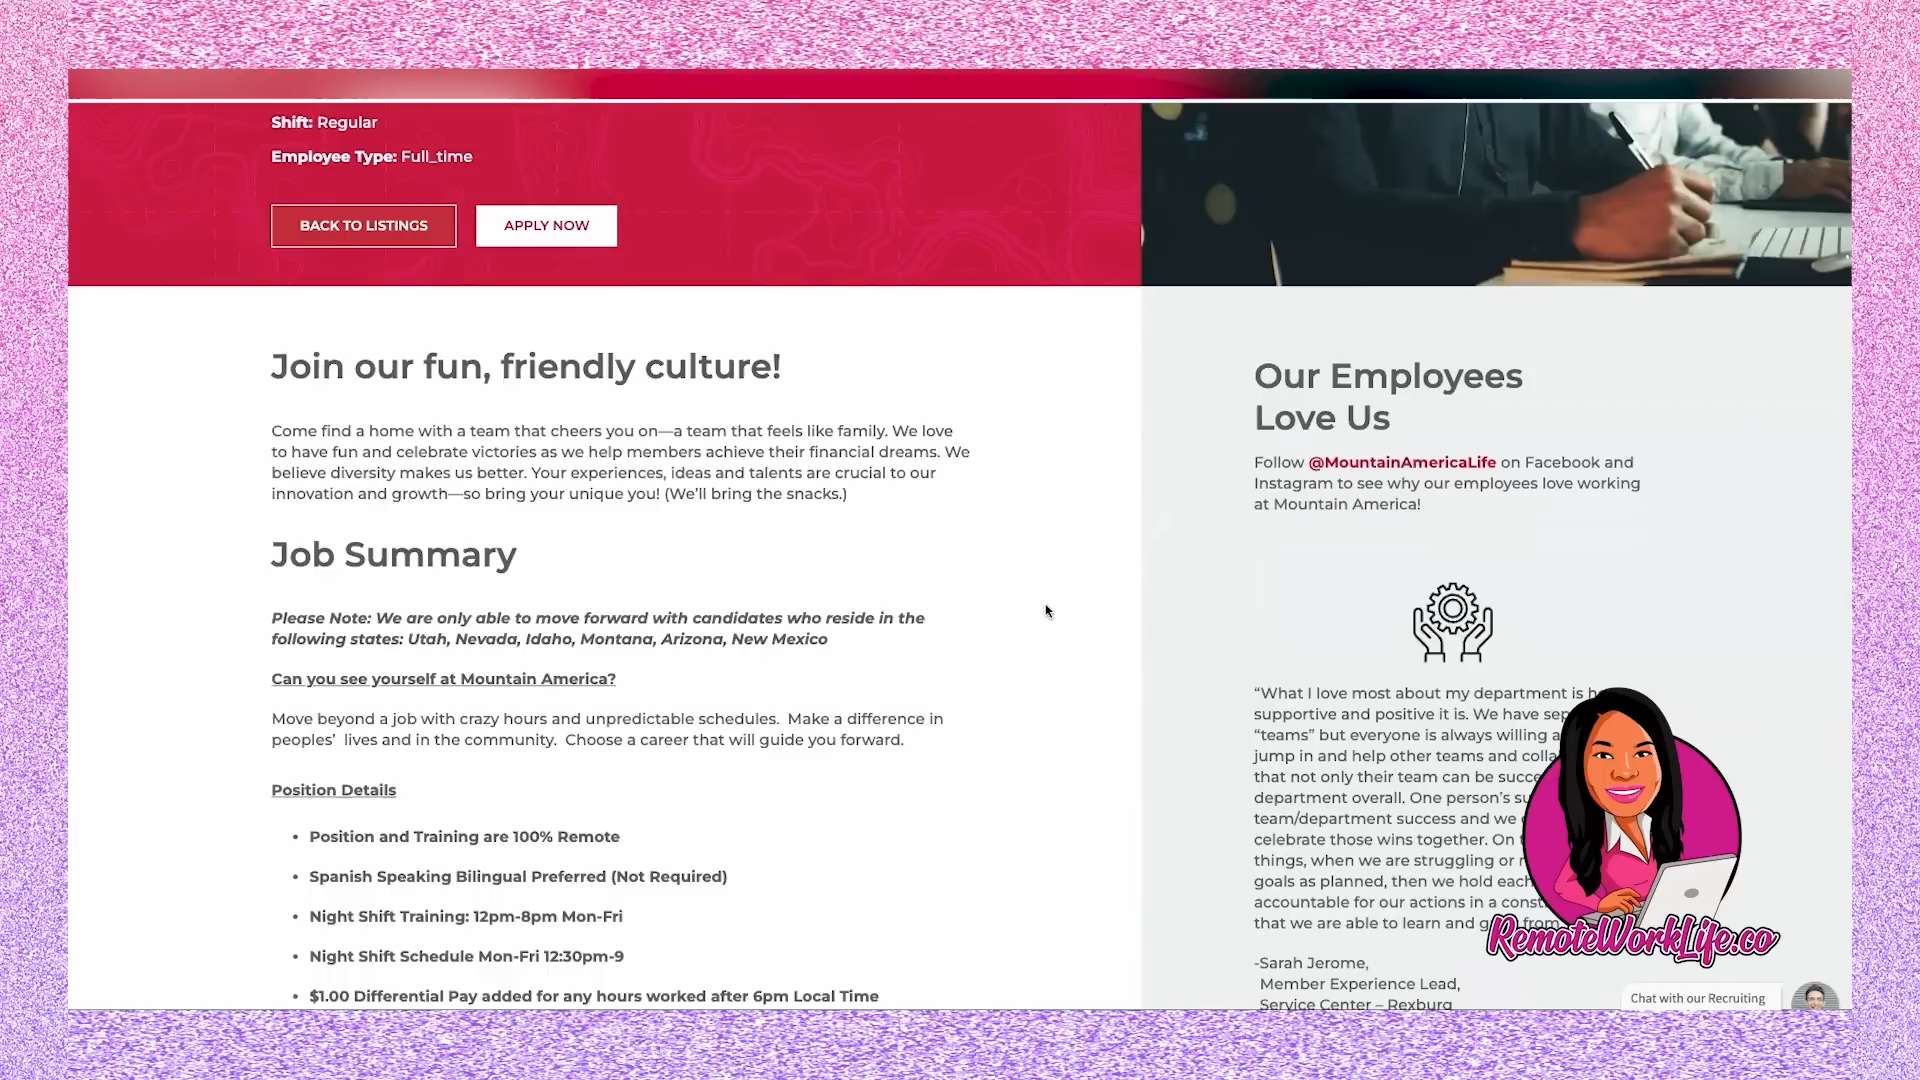 Shift: Regular
Employee Type: Full_time
BACK TO LISTINGS
APPLY NOW
Join our fun, friendly culture!
Come find a home with a team that cheers you on—a team that feels like family. We love
to have fun and celebrate victories as we help members achieve their financial dreams. We
believe diversity makes us better. Your experiences, ideas and talents are crucial to our
innovation and growth—so bring your unique you! (We'll bring the snacks.)
Job Summary
Please Note: We are only able to move forward with candidates who reside in the
following states: Utah, Nevada, Idaho, Montana, Arizona, New Mexico
Can you see yourself at Mountain America?
Move beyond a job with crazy hours and unpredictable schedules. Make a difference in
peoples' lives and in the community. Choose a career that will guide you forward.
Position Details
• Position and Training are 100% Remote
• Spanish Speaking Bilingual Preferred (Not Required)
• Night Shift Training: 12pm-8pm Mon-Fri
• Night Shift Schedule Mon-Fri 12:30pm-9
• $1.00 Differential Pay added for any hours worked after 6pm Local Time
Our Employees
Love Us
Follow @MountainAmericaLife on Facebook and
Instagram to see why our employees love working
at Mountain America!
“What I love most about my department is
supportive and positive it is. We have
“teams” but everyone is always willing
jump in and help other teams and
that not only their team can be
department overall. One person's
team/department success and we
celebrate those wins together. On
things, when we are struggling or
goals as planned, then we hold each
accountable for our actions in a
that we are able to learn and from
-Sarah Jerome,
Member Experience Lead,
Service Center – Rexburg
RemoteWorkLife.co
Chat with our Recruiting